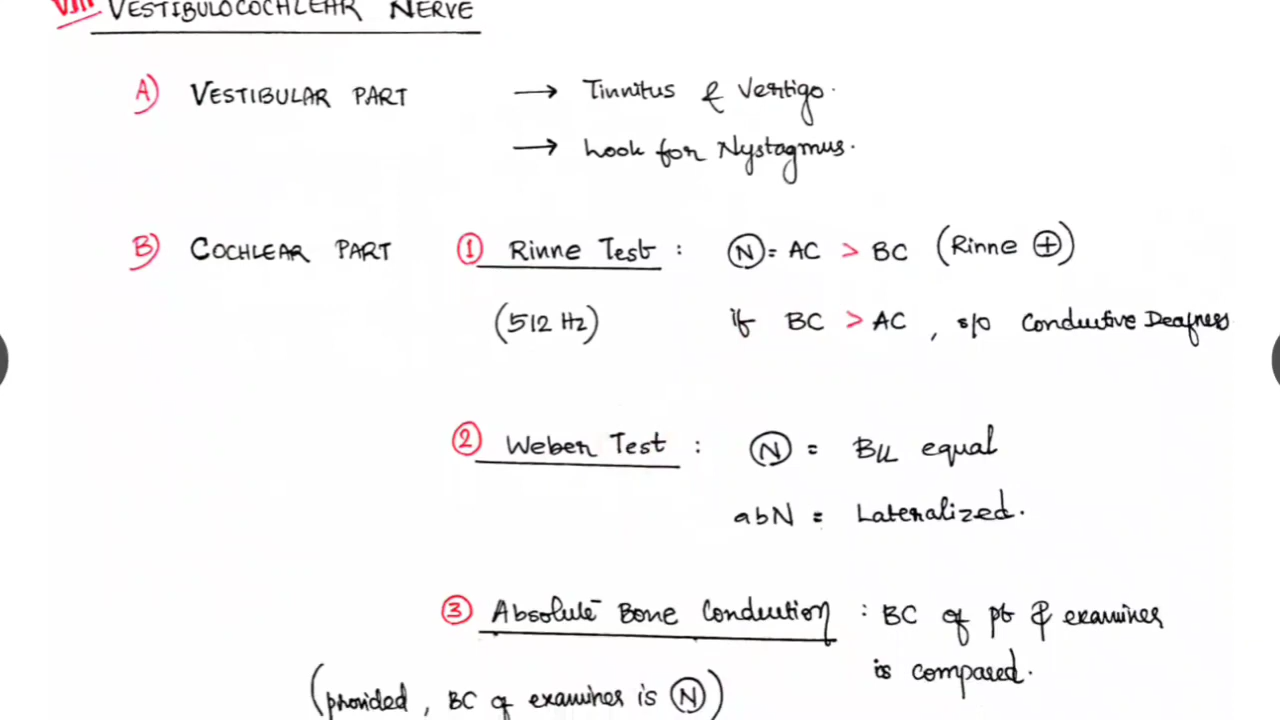 VIII VESTIBULOCOCHLEAR NERVE
A) VESTIBULAR PART → Tinnitus & Vertigo.
→ Look for Nystagmus.
B) COCHLEAR PART ① Rinne Test : Ⓝ = AC > BC (Rinne ⊕)
(512 Hz) if BC > AC , s/o Conductive Deafness
② Weber Test : Ⓝ = B/L equal
abN = Lateralized.
③ Absolute Bone Conduction : BC of pt & examiner
is compared.
(provided, BC of examiner is Ⓝ)